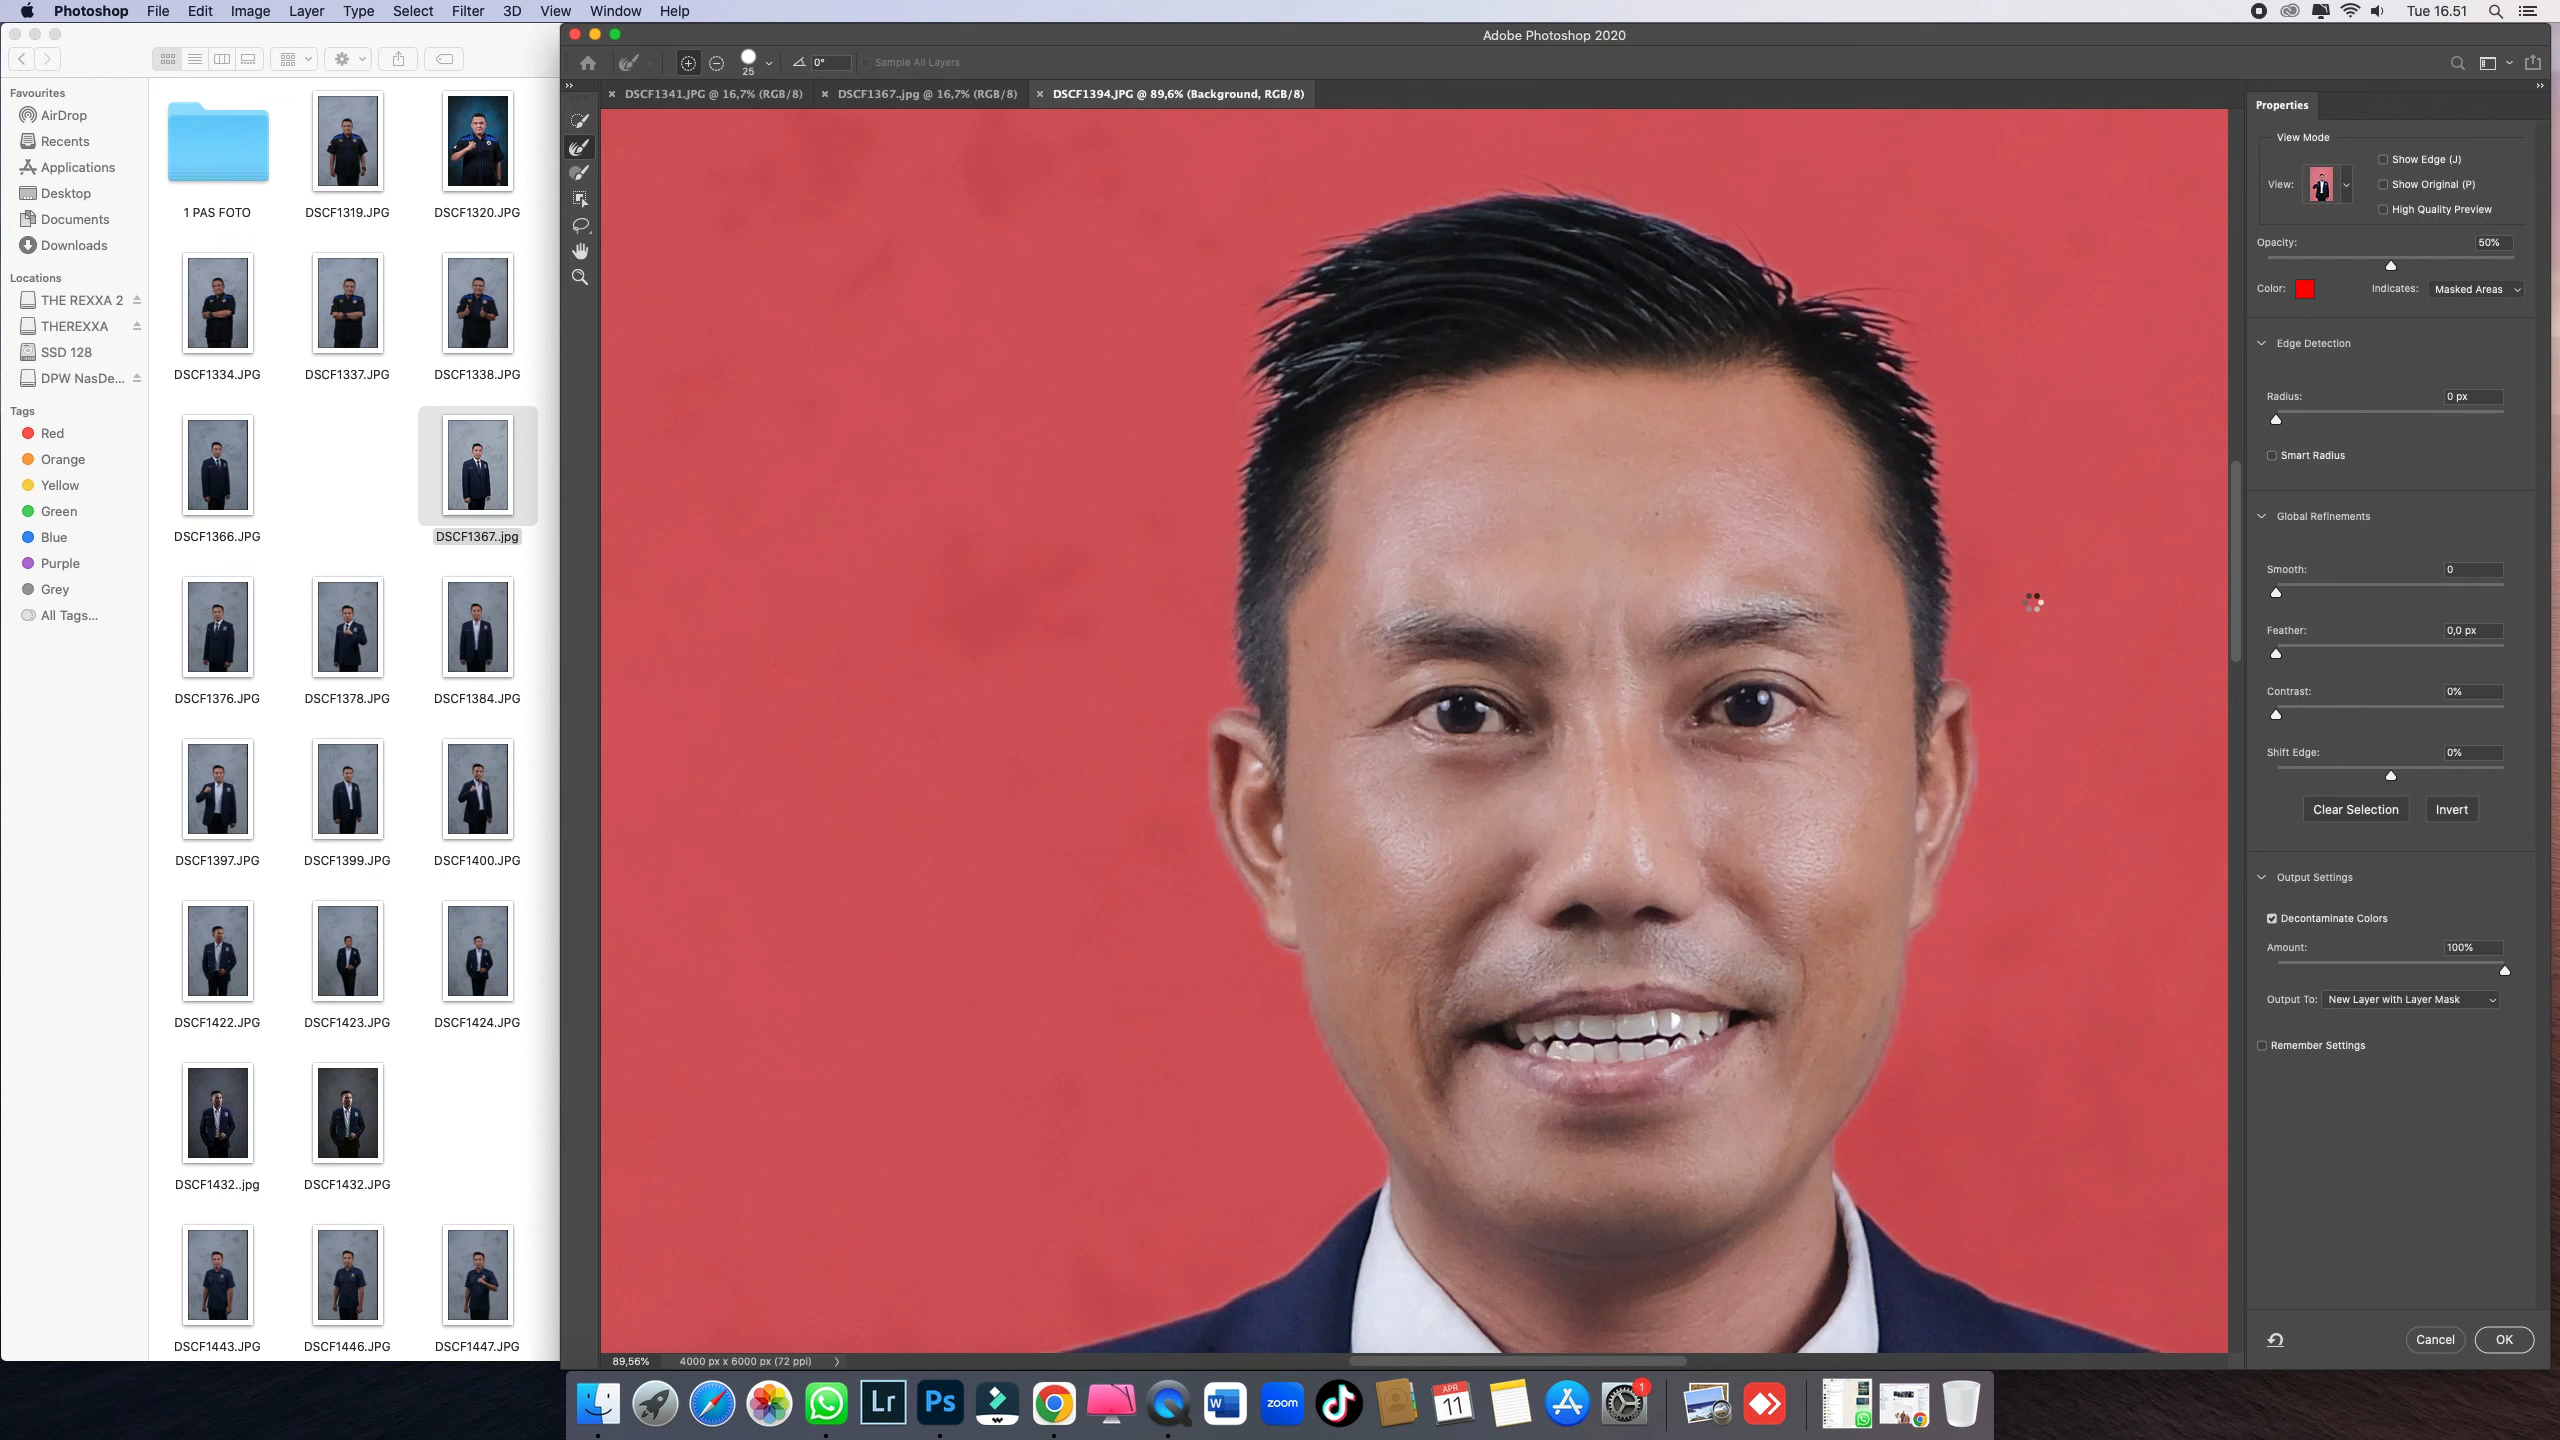 Photoshop File Edit Image Layer Type Select Filter 3D View Window Help
Tue 16.51
Adobe Photoshop 2020
25
0°
Sample All Layers
DSCF1341.JPG @ 16,7% (RGB/8)
DSCF1367..jpg @ 16,7% (RGB/8)
DSCF1394.JPG @ 89,6% (Background, RGB/8)
Favourites
AirDrop
Recents
Applications
Desktop
Documents
Downloads
Locations
THE REXXA 2
THEREXXA
SSD 128
DPW NasDe...
Tags
Red
Orange
Yellow
Green
Blue
Purple
Grey
All Tags...
1 PAS FOTO
DSCF1319.JPG
DSCF1320.JPG
DSCF1334.JPG
DSCF1337.JPG
DSCF1338.JPG
DSCF1366.JPG
DSCF1367..jpg
DSCF1376.JPG
DSCF1378.JPG
DSCF1384.JPG
DSCF1397.JPG
DSCF1399.JPG
DSCF1400.JPG
DSCF1422.JPG
DSCF1423.JPG
DSCF1424.JPG
DSCF1432..jpg
DSCF1432.JPG
DSCF1443.JPG
DSCF1446.JPG
DSCF1447.JPG
Properties
View Mode
View:
Show Edge (J)
Show Original (P)
High Quality Preview
Opacity: 50%
Color:
Indicates: Masked Areas
Edge Detection
Radius: 0 px
Smart Radius
Global Refinements
Smooth: 0
Feather: 0,0 px
Contrast: 0%
Shift Edge: 0%
Clear Selection
Invert
Output Settings
Decontaminate Colors
Amount: 100%
Output To: New Layer with Layer Mask
Remember Settings
Cancel
OK
89,56%
4000 px x 6000 px (72 ppi)
Lr
Ps
W
zoom
APR
11
1